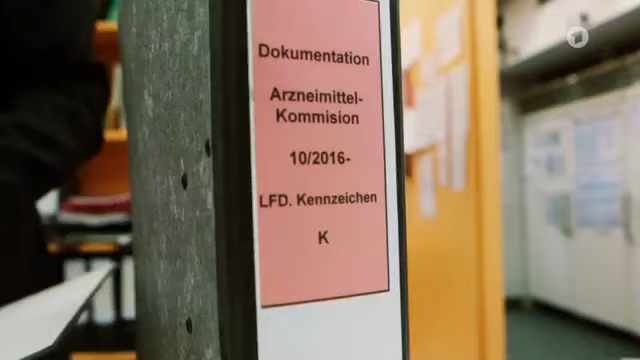 Dokumentation
Arzneimittel-
Kommision
10/2016-
LFD. Kennzeichen
K